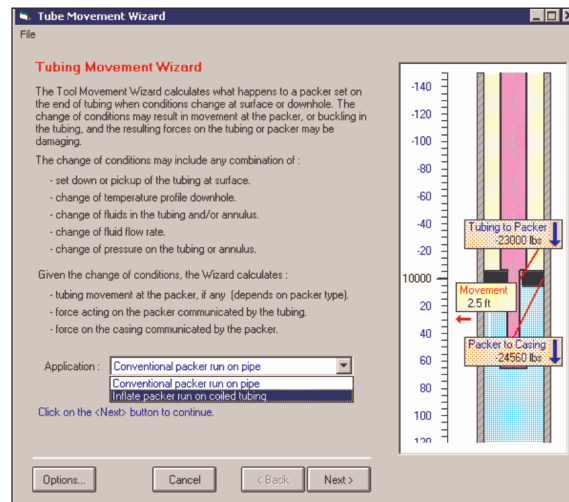 Tube Movement Wizard
File
Tubing Movement Wizard
The Tool Movement Wizard calculates what happens to a packer set on
the end of tubing when conditions change at surface or downhole. The
change of conditions may result in movement at the packer, or buckling in
the tubing, and the resulting forces on the tubing or packer may be
damaging.
The change of conditions may include any combination of :
- set down or pickup of the tubing at surface.
- change of temperature profile downhole.
- change of fluids in the tubing and/or annulus.
- change of fluid flow rate.
- change of pressure on the tubing or annulus.
Given the change of conditions, the Wizard calculates :
- tubing movement at the packer, if any (depends on packer type).
- force acting on the packer communicated by the tubing.
- force on the casing communicated by the packer.
Application : Conventional packer run on pipe
Conventional packer run on pipe
Inflate packer run on coiled tubing
Click on the <Next> button to continue.
Options...
Cancel
< Back
Next >
-140
-120
-100
-80
-60
-40
-20
10000
20
40
60
80
100
120
Tubing to Packer
-23000 lbs
Movement
2.5 ft
Packer to Casing
-24560 lbs